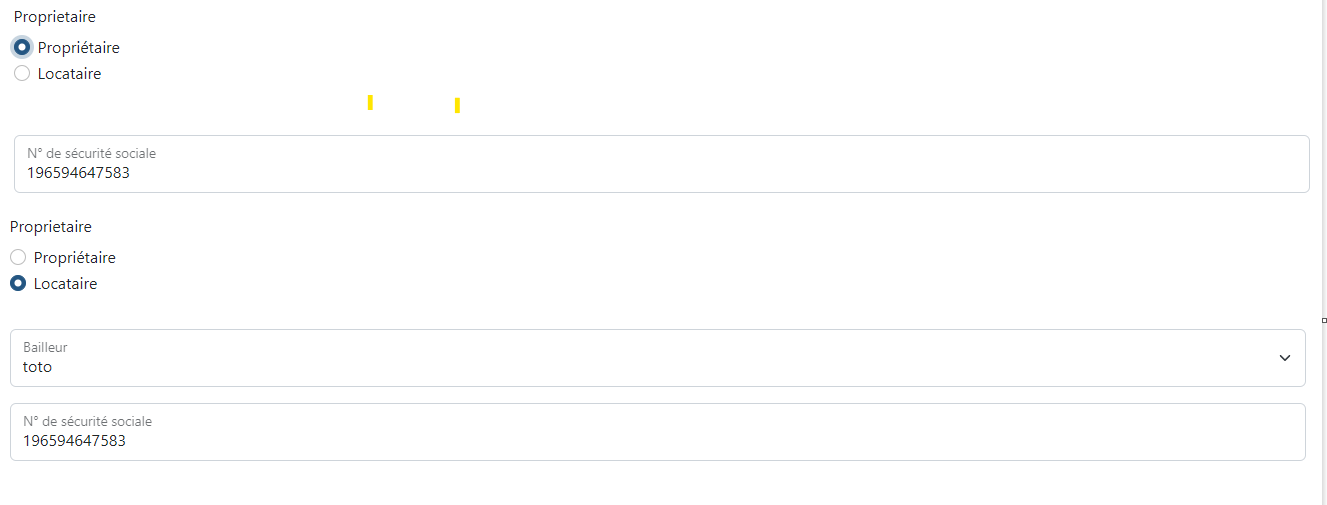 Proprietaire
Propriétaire
Locataire
N° de sécurité sociale
196594647583
Proprietaire
Propriétaire
Locataire
Bailleur
toto
N° de sécurité sociale
196594647583